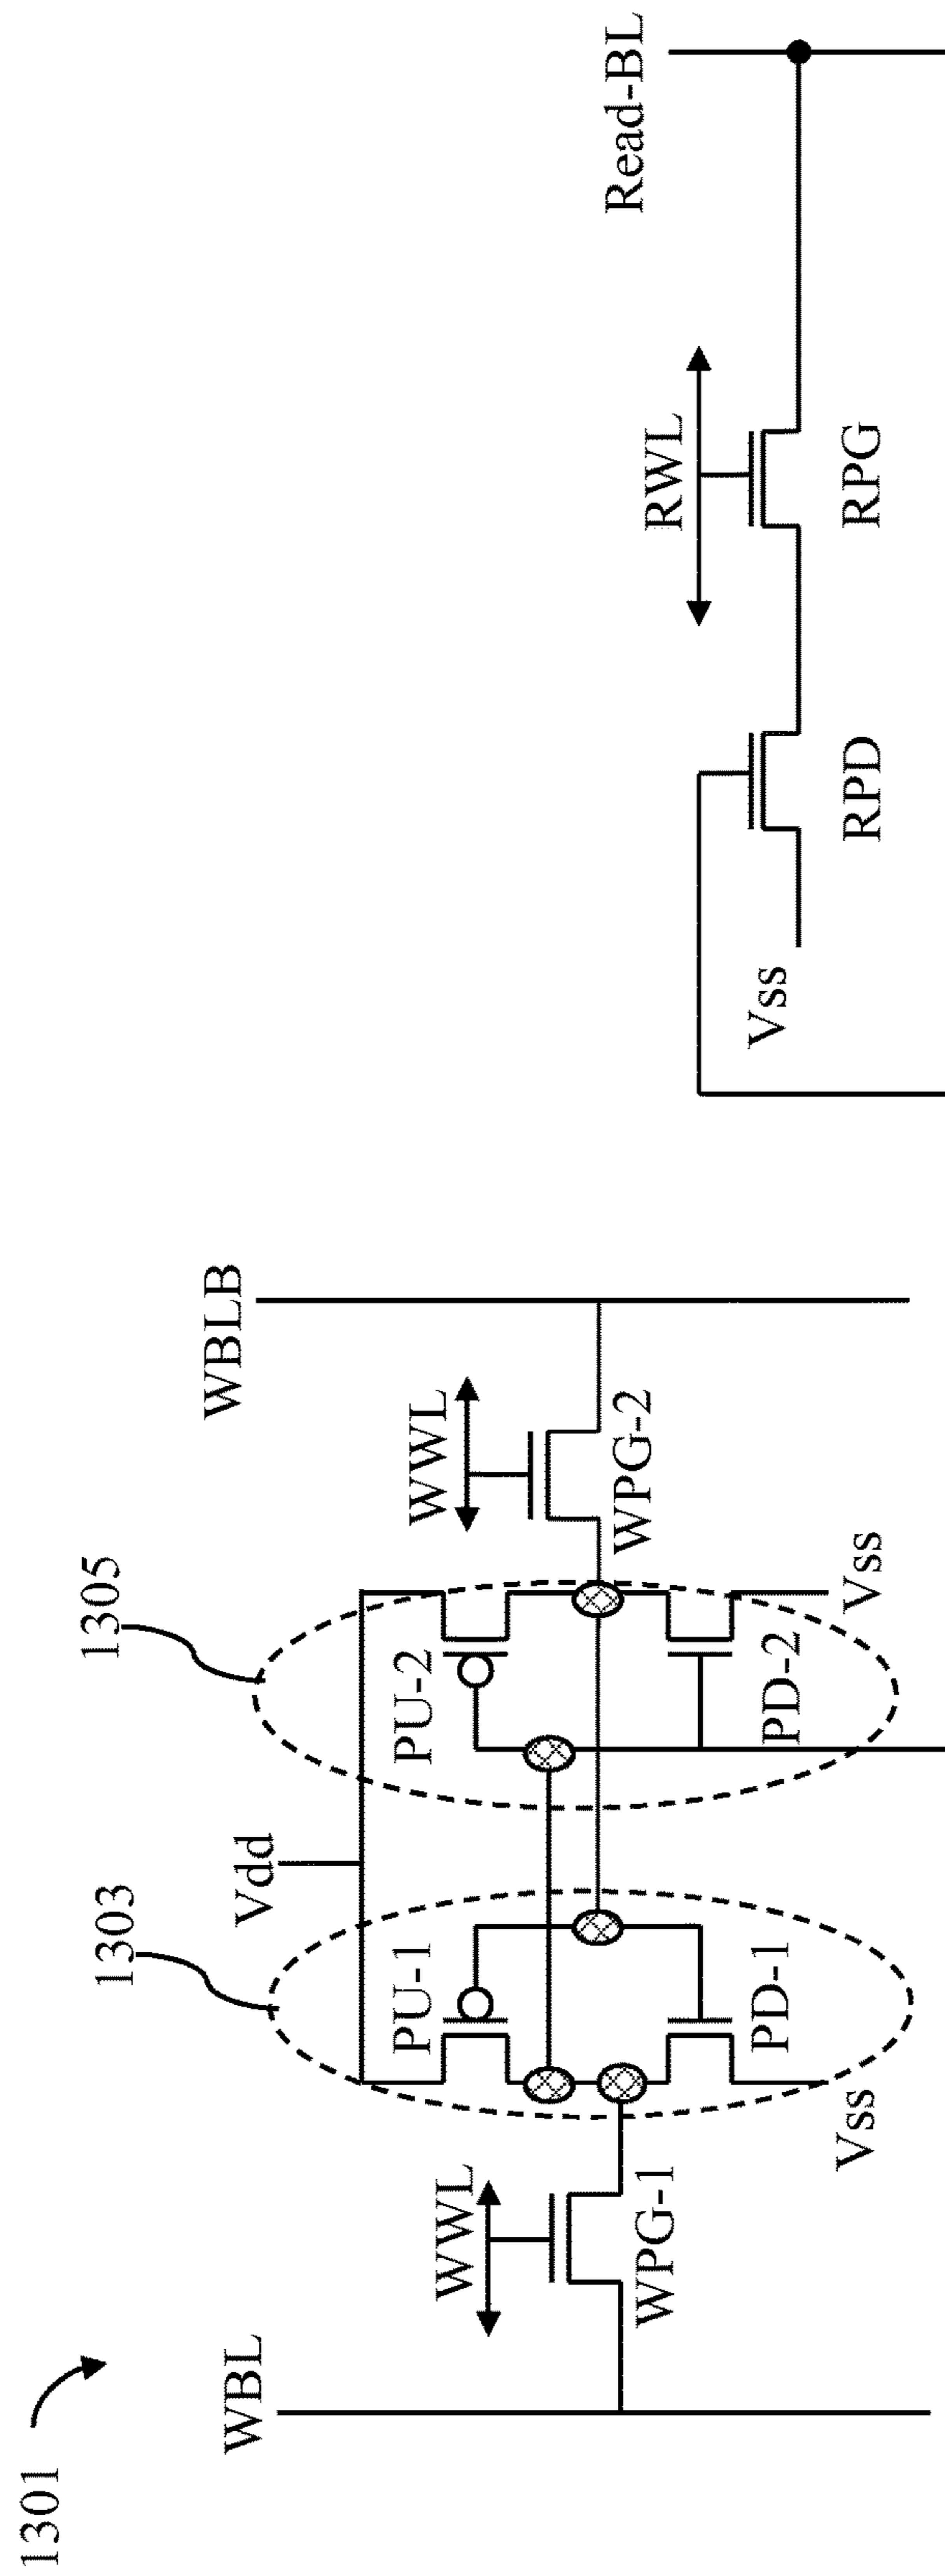 1301
1303
1305
WBL
Vdd
WBLB
WWL
PU-1
PU-2
WWL
WPG-1
PD-1
PD-2
WPG-2
Vss
Vss
Read-BL
RWL
Vss
RPD
RPG